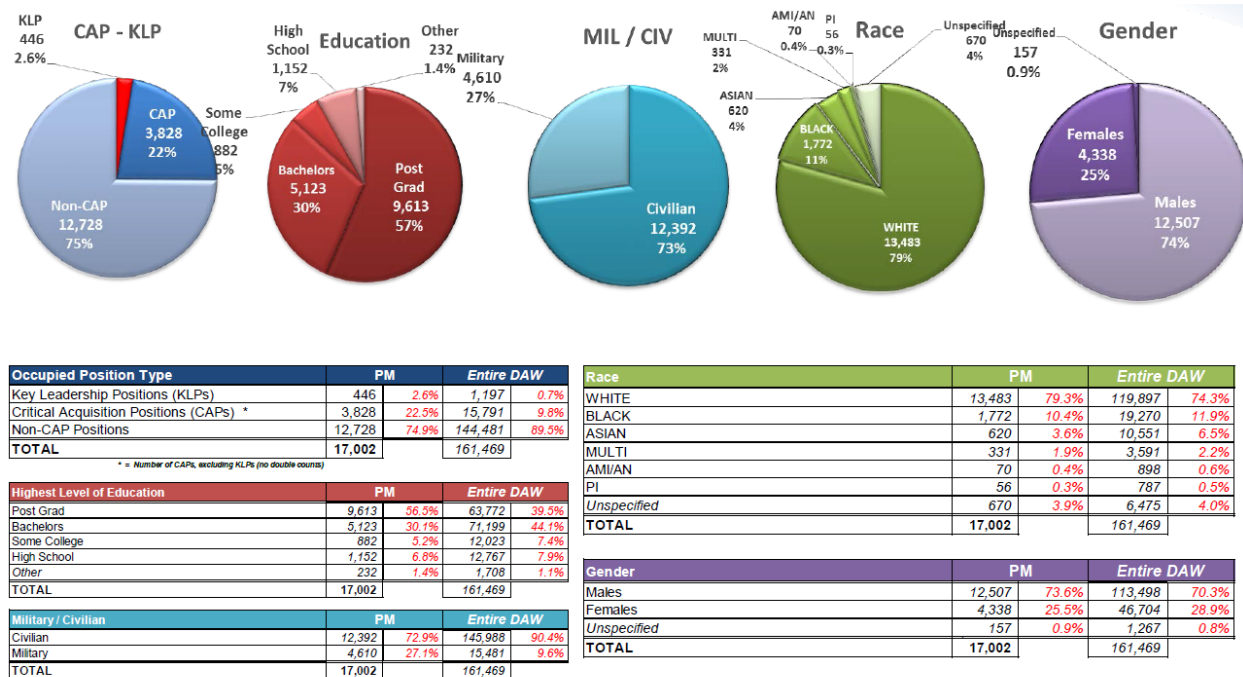 KLP
446
2.6%
CAP - KLP
CAP
3,828
22%
Non-CAP
12,728
75%
Education
High
School
1,152
7%
Other
232
1.4%
Some
College
882
5%
Bachelors
5,123
30%
Post
Grad
9,613
57%
MIL / CIV
Military
4,610
27%
Civilian
12,392
73%
Race
AMI/AN
70
0.4%
PI
56
0.3%
MULTI
331
2%
ASIAN
620
4%
BLACK
1,772
11%
WHITE
13,483
79%
Unspecified
670
4%
Gender
Unspecified
157
0.9%
Females
4,338
25%
Males
12,507
74%
Occupied Position Type PM Entire DAW
Key Leadership Positions (KLPs) 446 2.6% 1,197 0.7%
Critical Acquisition Positions (CAPs) * 3,828 22.5% 15,791 9.8%
Non-CAP Positions 12,728 74.9% 144,481 89.5%
TOTAL 17,002 161,469
* = Number of CAPs, excluding KLPs (no double counts)
Highest Level of Education PM Entire DAW
Post Grad 9,613 56.5% 63,772 39.5%
Bachelors 5,123 30.1% 71,199 44.1%
Some College 882 5.2% 12,023 7.4%
High School 1,152 6.8% 12,767 7.9%
Other 232 1.4% 1,708 1.1%
TOTAL 17,002 161,469
Military / Civilian PM Entire DAW
Civilian 12,392 72.9% 145,988 90.4%
Military 4,610 27.1% 15,481 9.6%
TOTAL 17,002 161,469
Race PM Entire DAW
WHITE 13,483 79.3% 119,897 74.3%
BLACK 1,772 10.4% 19,270 11.9%
ASIAN 620 3.6% 10,551 6.5%
MULTI 331 1.9% 3,591 2.2%
AMI/AN 70 0.4% 898 0.6%
PI 56 0.3% 787 0.5%
Unspecified 670 3.9% 6,475 4.0%
TOTAL 17,002 161,469
Gender PM Entire DAW
Males 12,507 73.6% 113,498 70.3%
Females 4,338 25.5% 46,704 28.9%
Unspecified 157 0.9% 1,267 0.8%
TOTAL 17,002 161,469